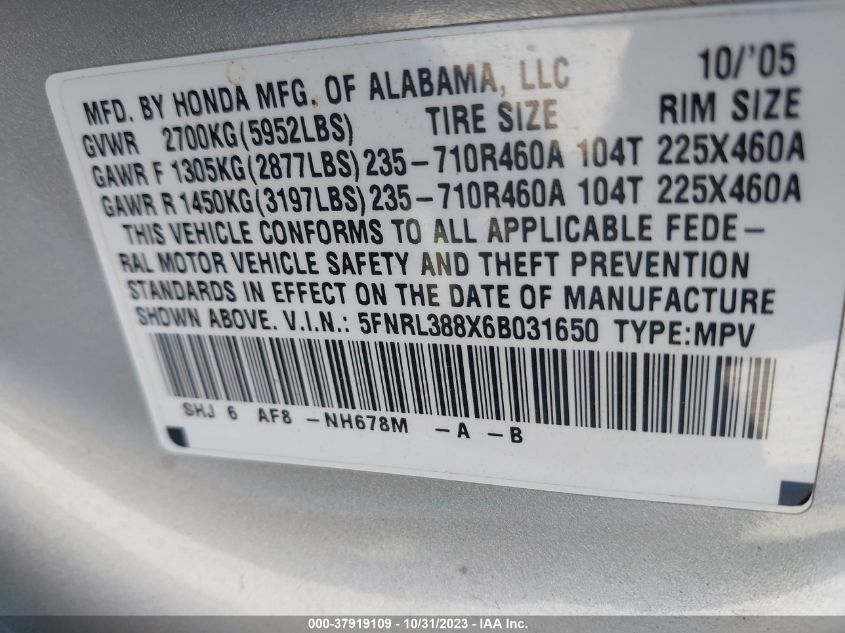 MFD. BY HONDA MFG. OF ALABAMA, LLC 10/'05
GVWR 2700KG(5952LBS) TIRE SIZE RIM SIZE
GAWR F 1305KG(2877LBS) 235-710R460A 104T 225X460A
GAWR R 1450KG(3197LBS) 235-710R460A 104T 225X460A
THIS VEHICLE CONFORMS TO ALL APPLICABLE FEDE-
RAL MOTOR VEHICLE SAFETY AND THEFT PREVENTION
STANDARDS IN EFFECT ON THE DATE OF MANUFACTURE
SHOWN ABOVE. V.I.N.: 5FNRL388X6B031650 TYPE:MPV
SHJ 6 AF8 -NH678M -A -B
000-37919109 - 10/31/2023 - IAA Inc.